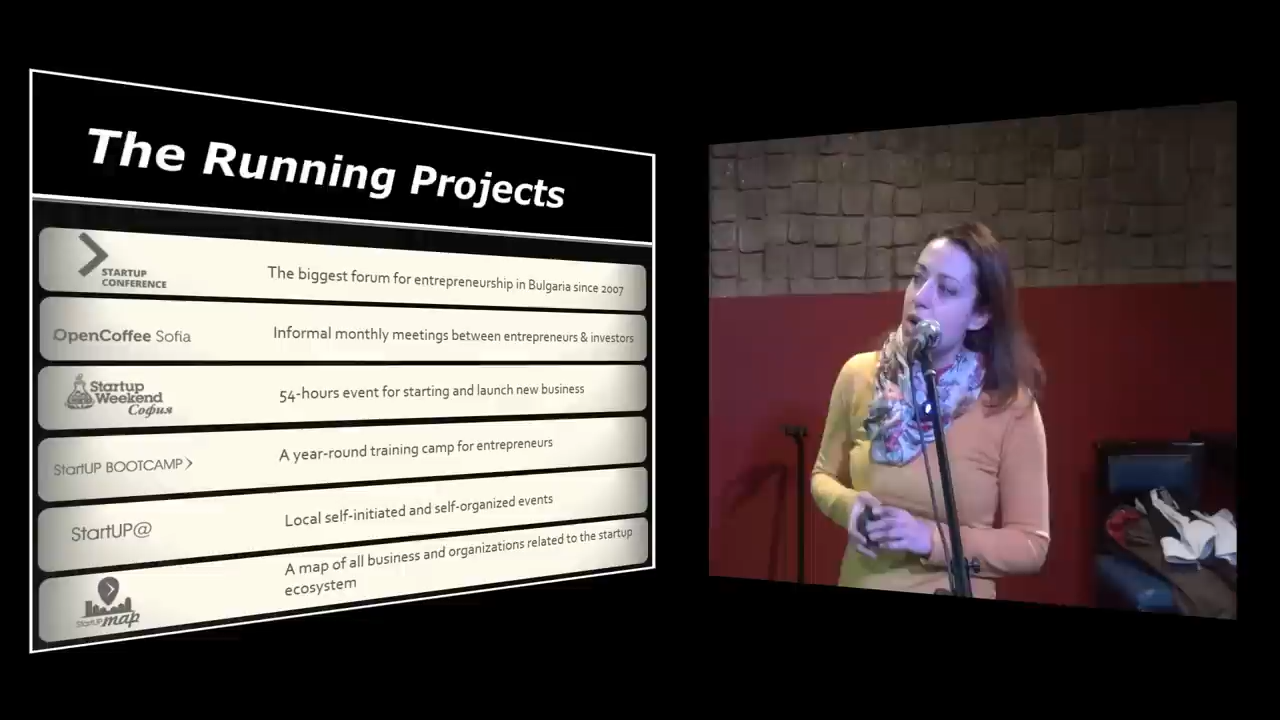 The Running Projects
STARTUP
CONFERENCE
The biggest forum for entrepreneurship in Bulgaria since 2007
OpenCoffee Sofia
Informal monthly meetings between entrepreneurs & investors
Startup
Weekend
София
54-hours event for starting and launch new business
StartUP BOOTCAMP
A year-round training camp for entrepreneurs
StartUP@
Local self-initiated and self-organized events
StartUP map
A map of all business and organizations related to the startup
ecosystem